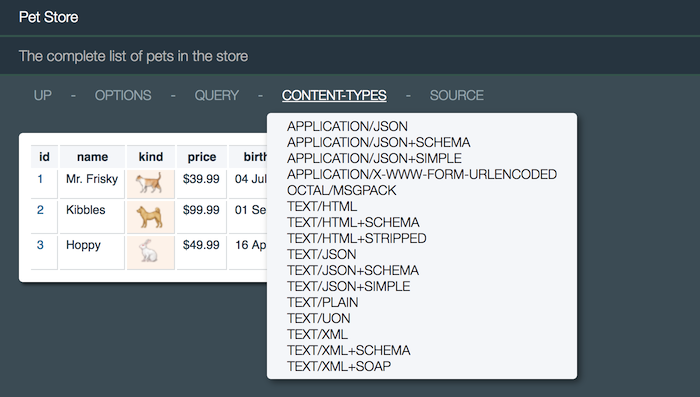 Pet Store
The complete list of pets in the store
UP - OPTIONS - QUERY - CONTENT-TYPES - SOURCE
id name kind price birth
1 Mr. Frisky $39.99 04 Jul
2 Kibbles $99.99 01 Se
3 Hoppy $49.99 16 Ap
APPLICATION/JSON
APPLICATION/JSON+SCHEMA
APPLICATION/JSON+SIMPLE
APPLICATION/X-WWW-FORM-URLENCODED
OCTAL/MSGPACK
TEXT/HTML
TEXT/HTML+SCHEMA
TEXT/HTML+STRIPPED
TEXT/JSON
TEXT/JSON+SCHEMA
TEXT/JSON+SIMPLE
TEXT/PLAIN
TEXT/UON
TEXT/XML
TEXT/XML+SCHEMA
TEXT/XML+SOAP